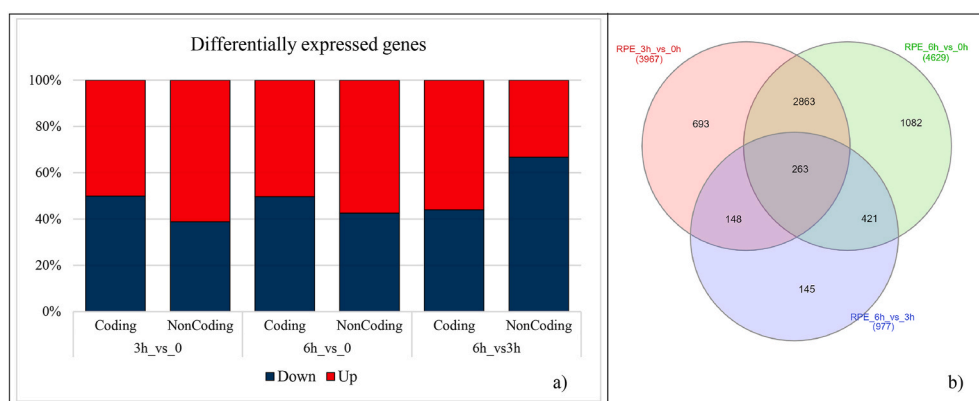 Differentially expressed genes
100%
80%
60%
40%
20%
0%
Coding NonCoding Coding NonCoding Coding NonCoding
3h_vs_0 6h_vs_0 6h_vs3h
Down Up
a)
RPE_3h_vs_0h
(3967)
RPE_6h_vs_0h
(4629)
693
2863
1082
263
148
421
145
RPE_6h_vs_3h
(977)
b)